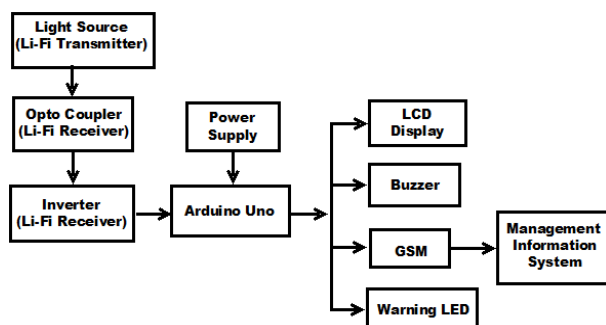 Light Source
(Li-Fi Transmitter)
Opto Coupler
(Li-Fi Receiver)
Power
Supply
LCD
Display
Inverter
(Li-Fi Receiver)
Arduino Uno
Buzzer
GSM
Management
Information
System
Warning LED